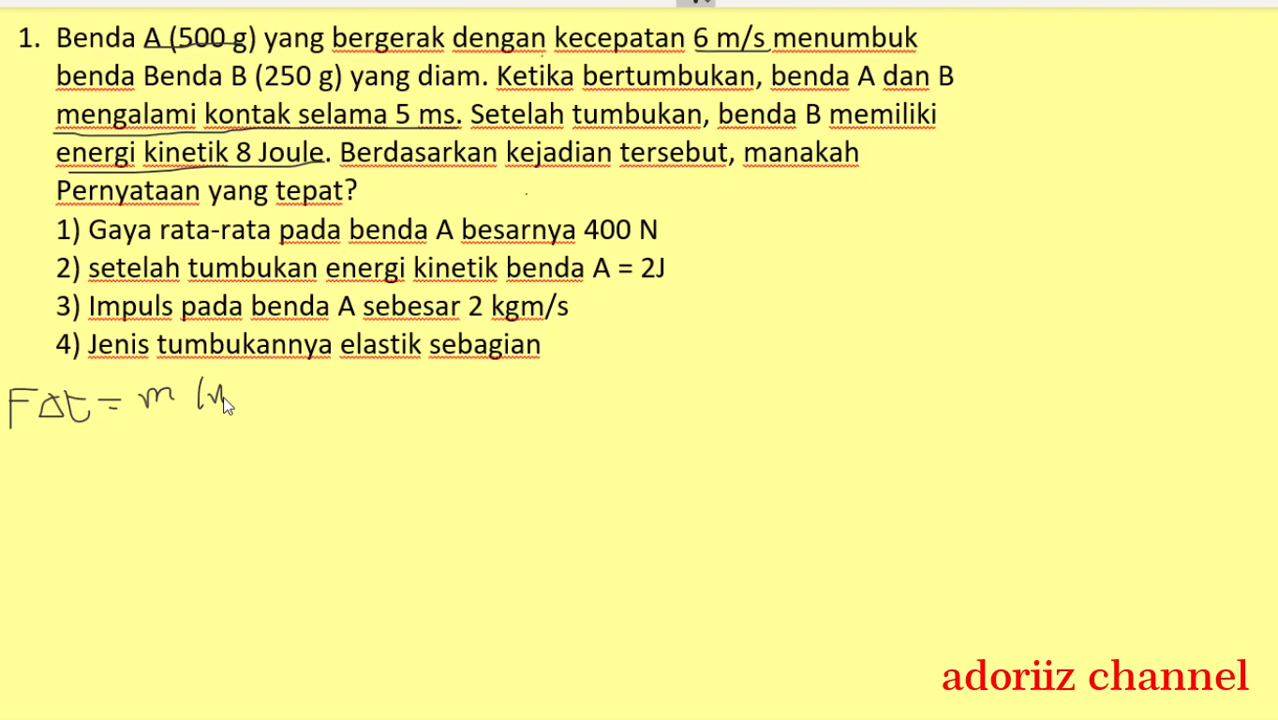 1. Benda A (500 g) yang bergerak dengan kecepatan 6 m/s menumbuk
benda Benda B (250 g) yang diam. Ketika bertumbukan, benda A dan B
mengalami kontak selama 5 ms. Setelah tumbukan, benda B memiliki
energi kinetik 8 Joule. Berdasarkan kejadian tersebut, manakah
Pernyataan yang tepat?
1) Gaya rata-rata pada benda A besarnya 400 N
2) setelah tumbukan energi kinetik benda A = 2J
3) Impuls pada benda A sebesar 2 kgm/s
4) Jenis tumbukannya elastik sebagian
F Δt = m (
adoriiz channel